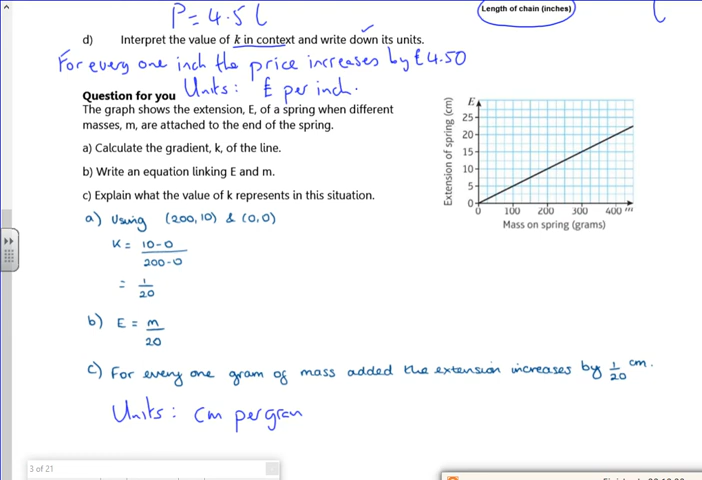 P = 4.5 l
Length of chain (inches)
d) Interpret the value of k in context and write down its units.
For every one inch the price increases by £4.50
Units: £ per inch.
Question for you
The graph shows the extension, E, of a spring when different
masses, m, are attached to the end of the spring.
a) Calculate the gradient, k, of the line.
b) Write an equation linking E and m.
c) Explain what the value of k represents in this situation.
Extension of spring (cm)
E
25
20
15
10
5
0
0 100 200 300 400 m
Mass on spring (grams)
a) Using (200, 10) & (0,0)
K = 10-0
200-0
= 1
20
b) E = m
20
c) For every one gram of mass added the extension increases by 1/20 cm.
Units: cm per gram
3 of 21